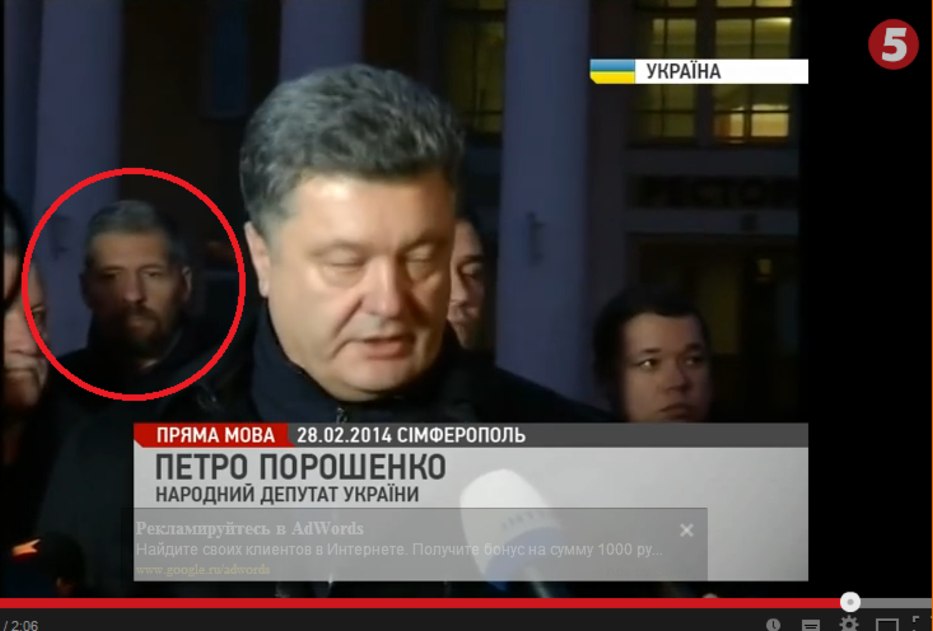 5
УКРАЇНА
ПРЯМА МОВА 28.02.2014 СІМФЕРОПОЛЬ
ПЕТРО ПОРОШЕНКО
НАРОДНИЙ ДЕПУТАТ УКРАЇНИ
Рекламируйтесь в AdWords
Найдите своих клиентов в Интернете. Получите бонус на сумму 1000 ру...
www.google.ru/adwords
/ 2:06